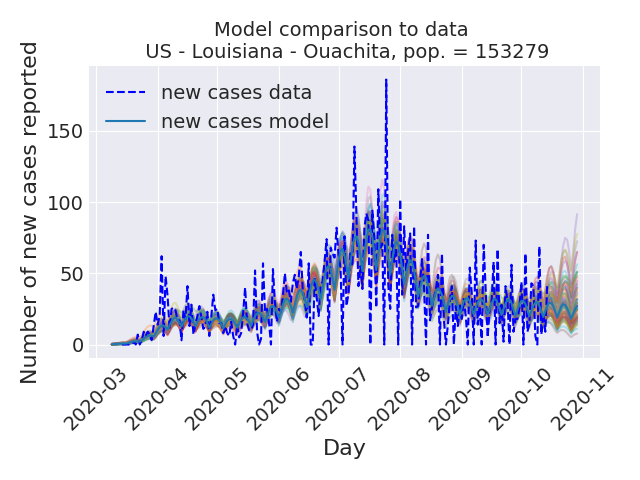 Model comparison to data
US - Louisiana - Ouachita, pop. = 153279
new cases data
new cases model
Number of new cases reported
150
100
50
0
2020-03
2020-04
2020-05
2020-06
2020-07
2020-08
2020-09
2020-10
2020-11
Day